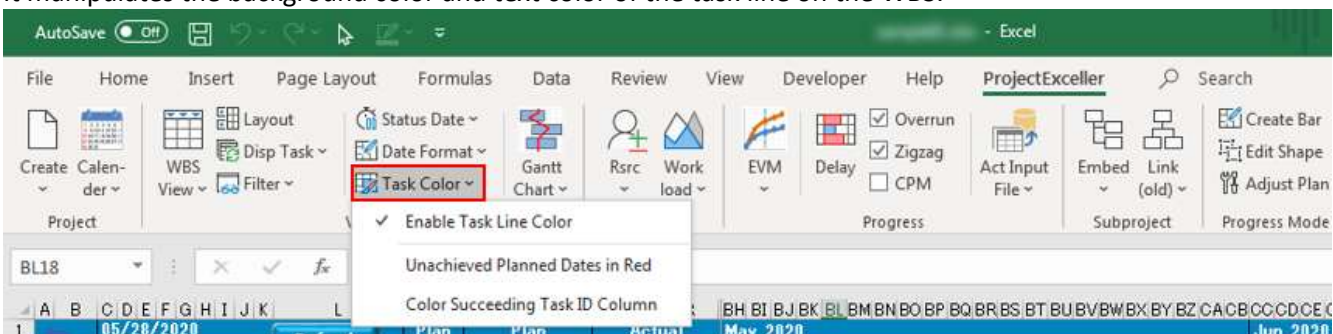 It manipulates the background color and text color of the task line on the WBS.
AutoSave Off - Excel
File Home Insert Page Layout Formulas Data Review View Developer Help ProjectExceller Search
Layout Status Date Overrun Create Bar
Disp Task Date Format Zigzag Edit Shape
Create Calen- WBS Filter Task Color Gantt Rsrc Work EVM Delay CPM Act Input Embed Link Adjust Plan
der View Chart load File (old)
Project Progress Subproject Progress Mode
Enable Task Line Color
Unachieved Planned Dates in Red
Color Succeeding Task ID Column
BL18 fx
A B C D E F G H I J K L BH BI BJ BK BL BM BN BO BP BQ BR BS BT BU BV BW BX BY BZ CA CB CC CD CE
1 05/28/2020 Plan Plan Actual May 2020 Jun 2020